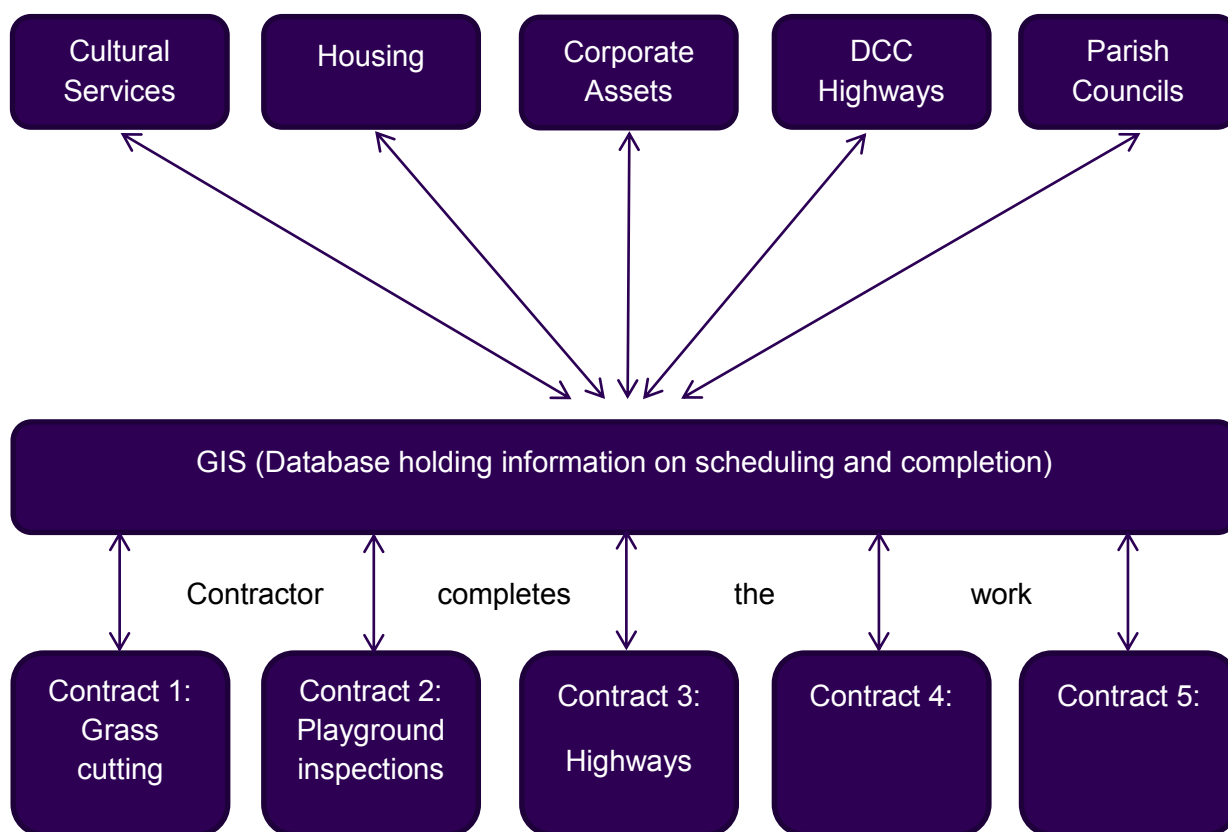 Cultural
Services
Housing
Corporate
Assets
DCC
Highways
Parish
Councils
GIS (Database holding information on scheduling and completion)
Contractor completes the work
Contract 1:
Grass
cutting
Contract 2:
Playground
inspections
Contract 3:
Highways
Contract 4:
Contract 5: